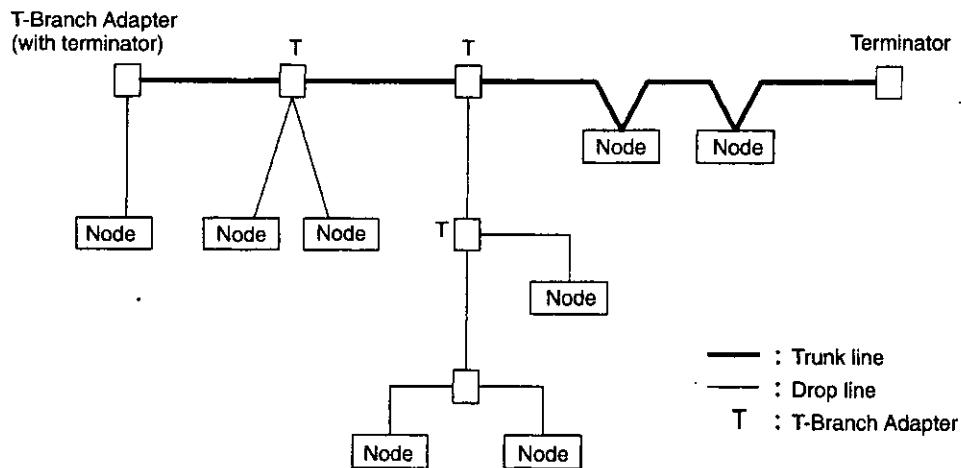 T-Branch Adapter
(with terminator)
T
T
Terminator
Node
Node
Node
Node
Node
T
Node
: Trunk line
: Drop line
T : T-Branch Adapter
Node
Node